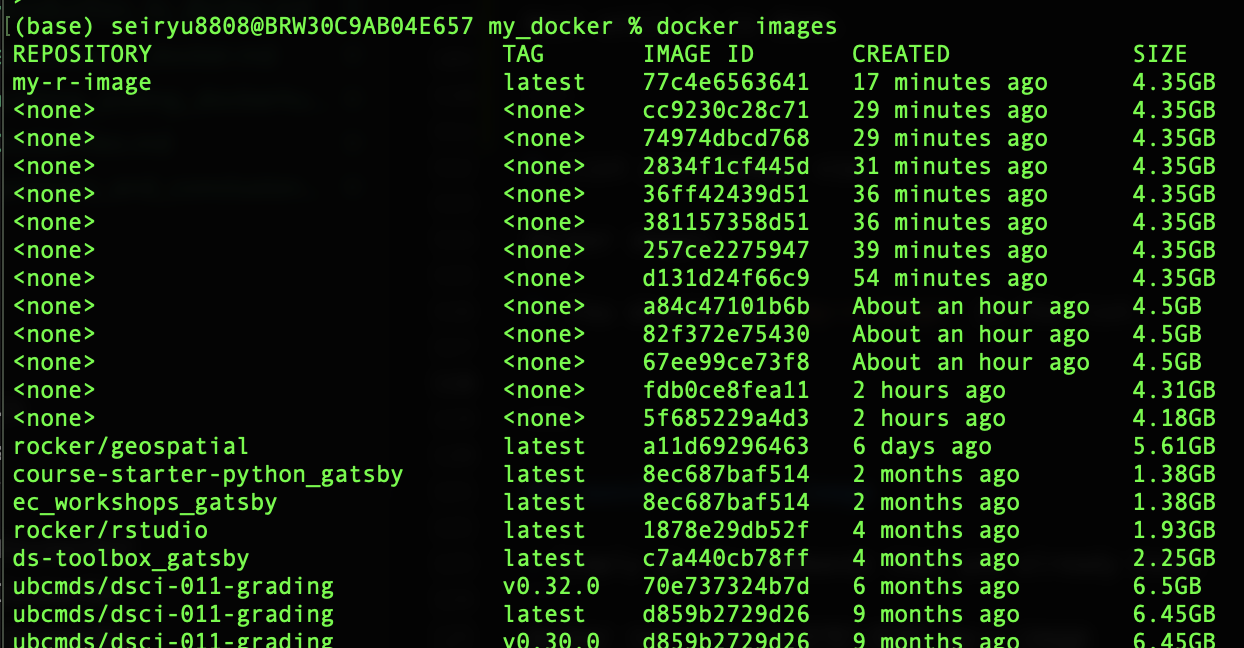 [(base) seiryu8808@BRW30C9AB04E657 my_docker % docker images
REPOSITORY TAG IMAGE ID CREATED SIZE
my-r-image latest 77c4e6563641 17 minutes ago 4.35GB
<none> <none> cc9230c28c71 29 minutes ago 4.35GB
<none> <none> 74974dbcd768 29 minutes ago 4.35GB
<none> <none> 2834f1cf445d 31 minutes ago 4.35GB
<none> <none> 36ff42439d51 36 minutes ago 4.35GB
<none> <none> 381157358d51 36 minutes ago 4.35GB
<none> <none> 257ce2275947 39 minutes ago 4.35GB
<none> <none> d131d24f66c9 54 minutes ago 4.35GB
<none> <none> a84c47101b6b About an hour ago 4.5GB
<none> <none> 82f372e75430 About an hour ago 4.5GB
<none> <none> 67ee99ce73f8 About an hour ago 4.5GB
<none> <none> fdb0ce8fea11 2 hours ago 4.31GB
<none> <none> 5f685229a4d3 2 hours ago 4.18GB
rocker/geospatial latest a11d69296463 6 days ago 5.61GB
course-starter-python_gatsby latest 8ec687baf514 2 months ago 1.38GB
ec_workshops_gatsby latest 8ec687baf514 2 months ago 1.38GB
rocker/rstudio latest 1878e29db52f 4 months ago 1.93GB
ds-toolbox_gatsby latest c7a440cb78ff 4 months ago 2.25GB
ubcmds/dsci-011-grading v0.32.0 70e737324b7d 6 months ago 6.5GB
ubcmds/dsci-011-grading latest d859b2729d26 9 months ago 6.45GB
ubcmds/dsci-011-grading v0.30.0 d859b2729d26 9 months ago 6.45GB